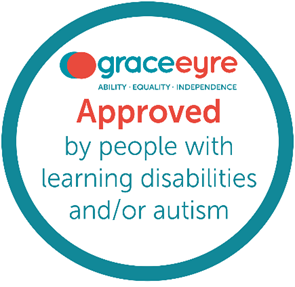 graceeyre
ABILITY · EQUALITY · INDEPENDENCE
Approved
by people with
learning disabilities
and/or autism